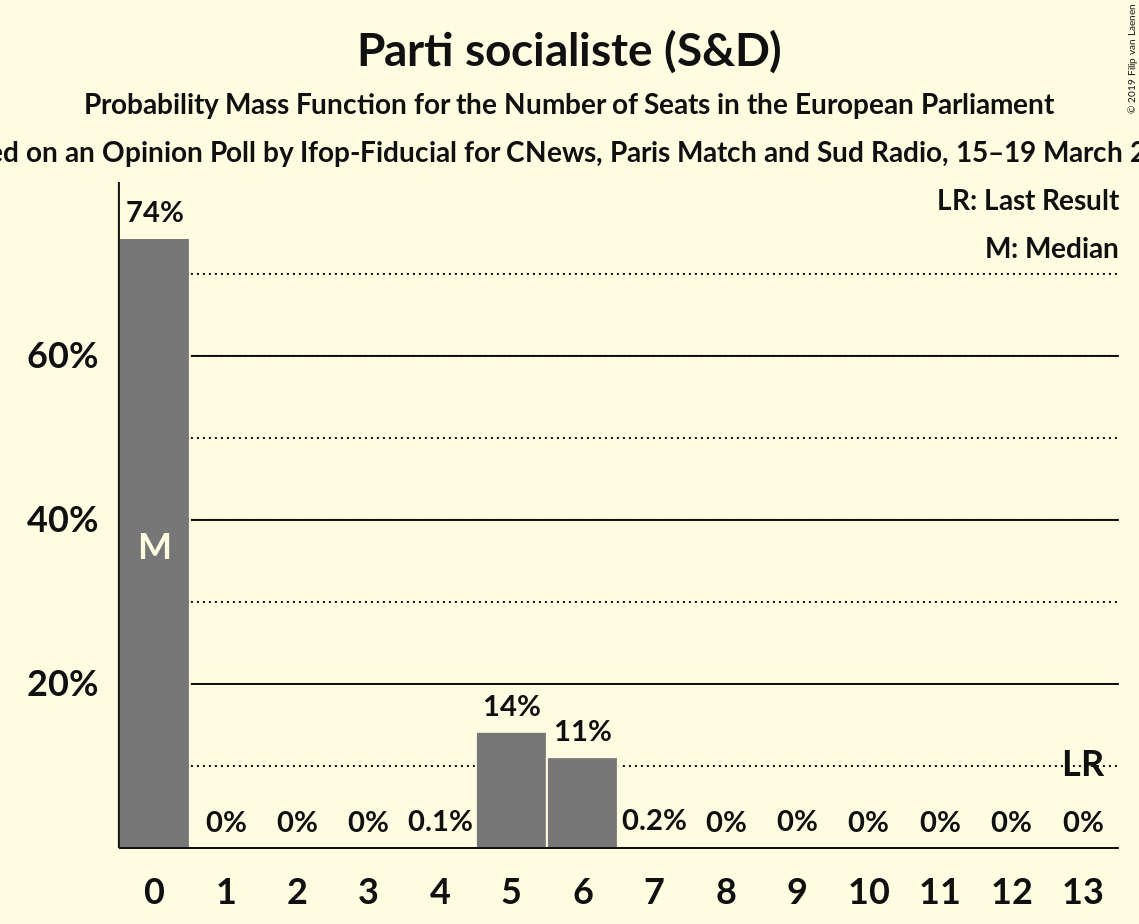 Parti socialiste (S&D)
Probability Mass Function for the Number of Seats in the European Parliament
on an Opinion Poll by Ifop-Fiducial for CNews, Paris Match and Sud Radio, 15–19 March
© 2019 Filip van Laenen
LR: Last Result
M: Median
74%
60%
40%
M
20%
14%
11%
LR
0% 0% 0% 0.1% 0.2% 0% 0% 0% 0% 0% 0%
0 1 2 3 4 5 6 7 8 9 10 11 12 13